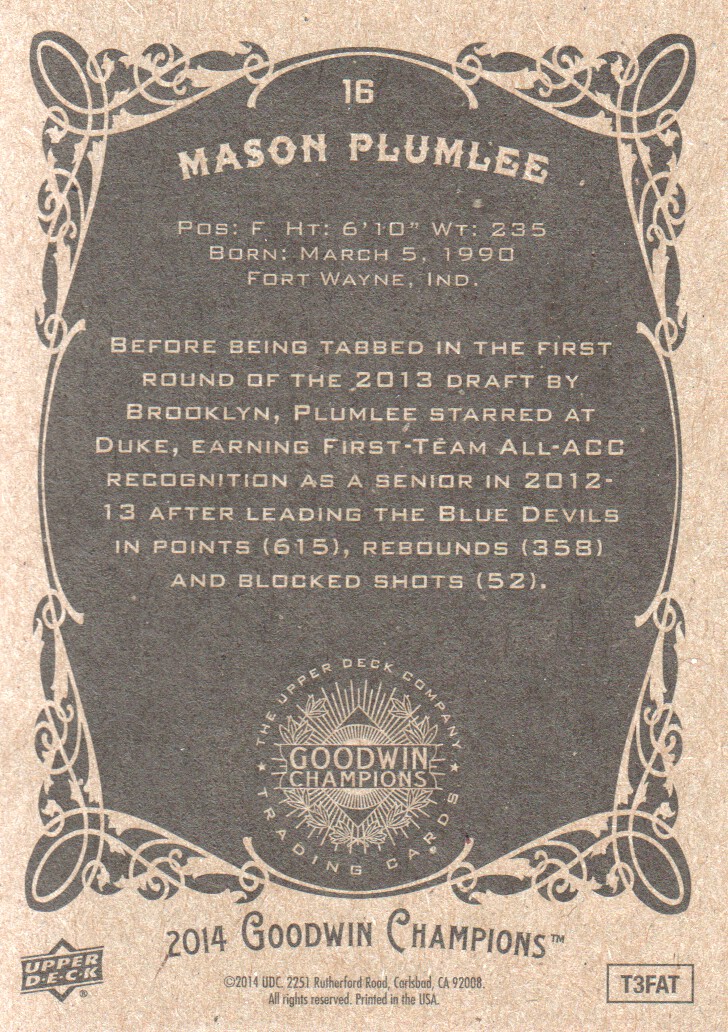 16
MASON PLUMLEE
POS: F HT: 6'10" WT: 235
BORN: MARCH 5, 1990
FORT WAYNE, IND.
BEFORE BEING TABBED IN THE FIRST
ROUND OF THE 2013 DRAFT BY
BROOKLYN, PLUMLEE STARRED AT
DUKE, EARNING FIRST-TEAM ALL-ACC
RECOGNITION AS A SENIOR IN 2012-
13 AFTER LEADING THE BLUE DEVILS
IN POINTS (615), REBOUNDS (358)
AND BLOCKED SHOTS (52).
THE UPPER DECK COMPANY
GOODWIN
CHAMPIONS
★ TRADING CARDS ★
2014 GOODWIN CHAMPIONS™
UPPER
D·E·C·K®
©2014 UDC. 2251 Rutherford Road, Carlsbad, CA 92008.
All rights reserved. Printed in the USA.
T3FAT